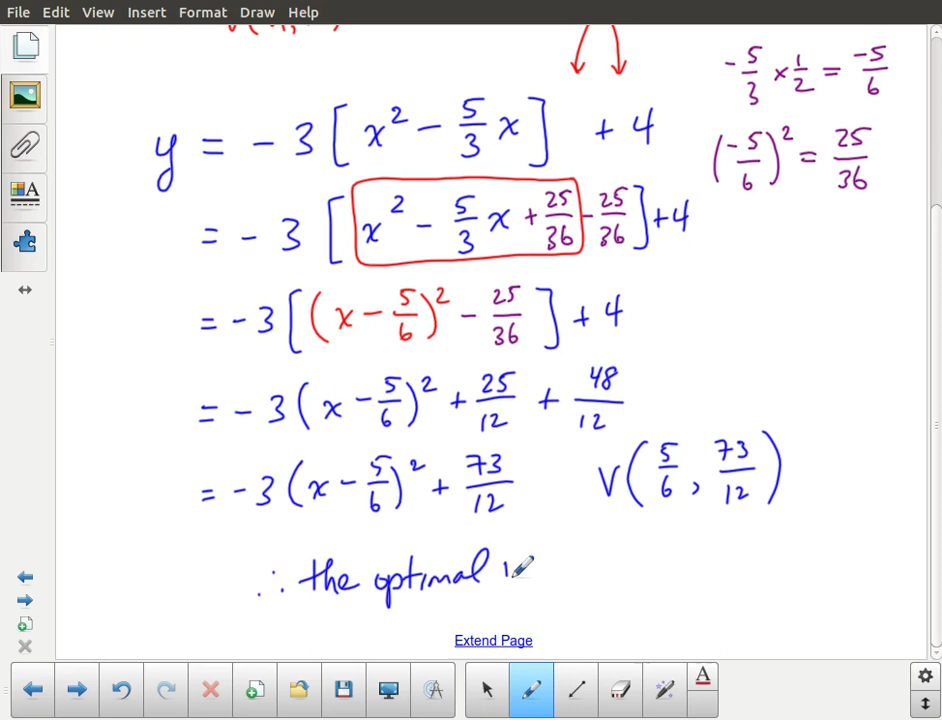 File Edit View Insert Format Draw Help
-5/3 × 1/2 = -5/6
y = -3[x² - 5/3 x] + 4
(-5/6)² = 25/36
= -3[x² - 5/3 x + 25/36 - 25/36] + 4
= -3[(x - 5/6)² - 25/36] + 4
= -3(x - 5/6)² + 25/12 + 48/12
= -3(x - 5/6)² + 73/12
V(5/6, 73/12)
∴ the optimal
Extend Page
A